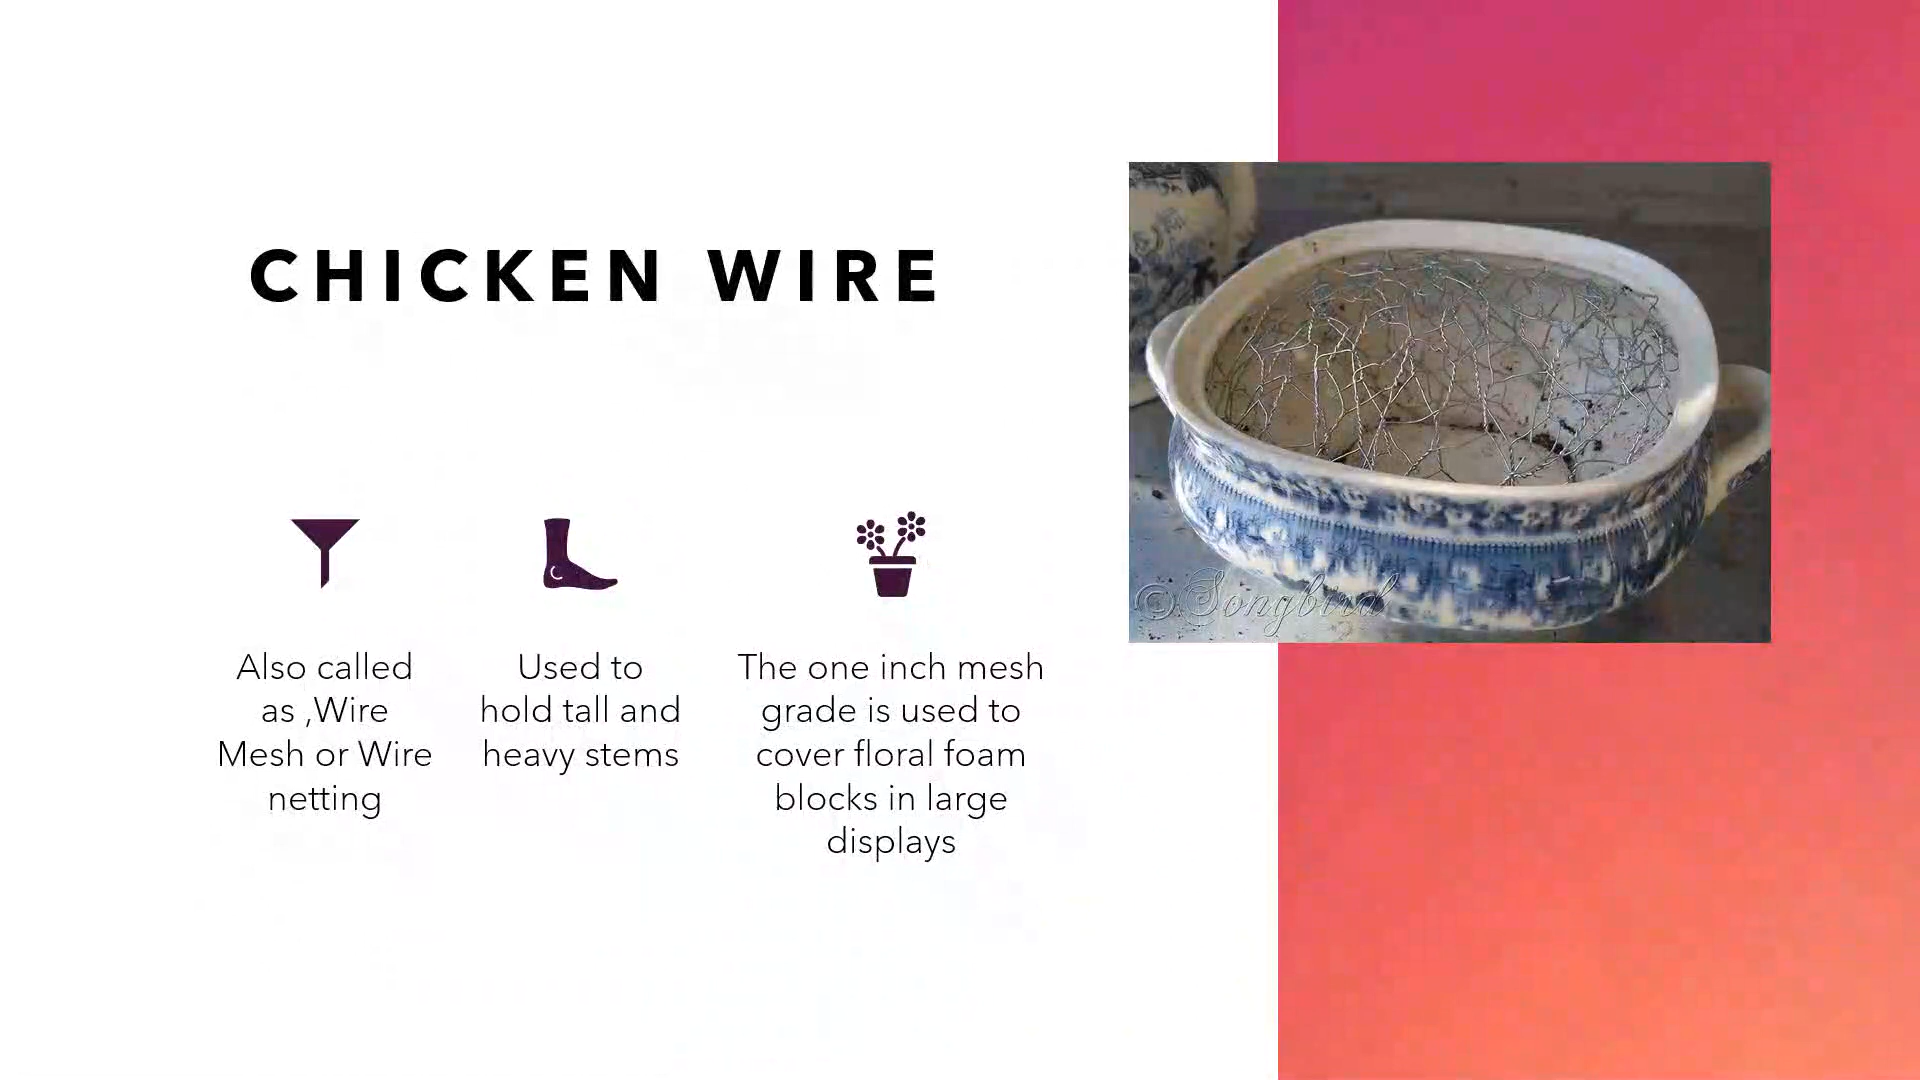 CHICKEN WIRE
Also called
as ,Wire
Mesh or Wire
netting
Used to
hold tall and
heavy stems
The one inch mesh
grade is used to
cover floral foam
blocks in large
displays
©Songbird